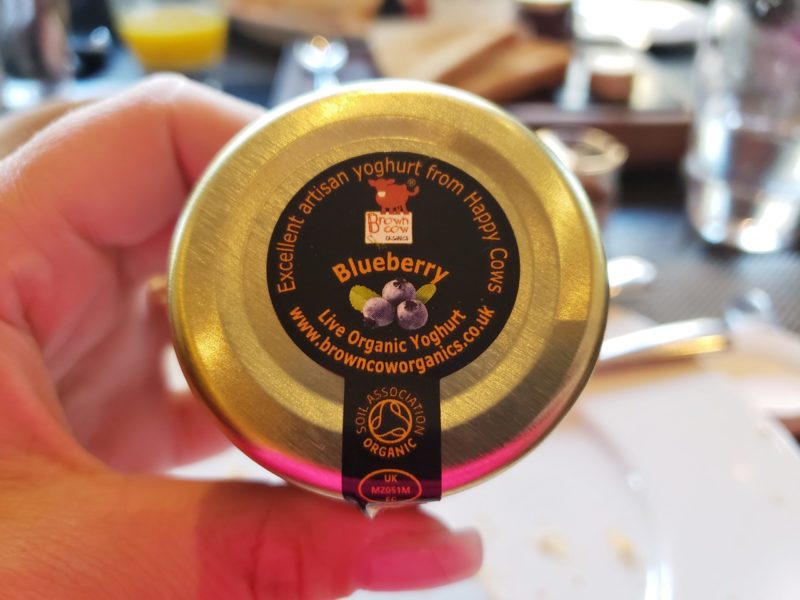 Excellent artisan yoghurt from Happy Cows
Brown
Cow
ORGANICS
Blueberry
Live Organic Yoghurt
www.browncoworganics.co.uk
SOIL ASSOCIATION
ORGANIC
UK
MZ051M
EC